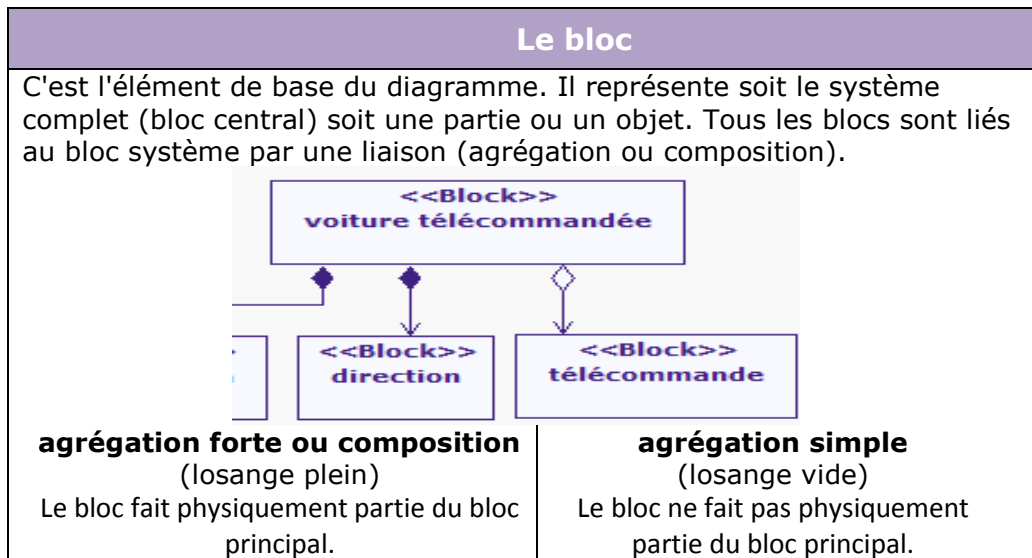 Le bloc
C'est l'élément de base du diagramme. Il représente soit le système
complet (bloc central) soit une partie ou un objet. Tous les blocs sont liés
au bloc système par une liaison (agrégation ou composition).
<<Block>>
voiture télécommandée
<<Block>>
direction
<<Block>>
télécommande
agrégation forte ou composition
(losange plein)
Le bloc fait physiquement partie du bloc
principal.
agrégation simple
(losange vide)
Le bloc ne fait pas physiquement
partie du bloc principal.